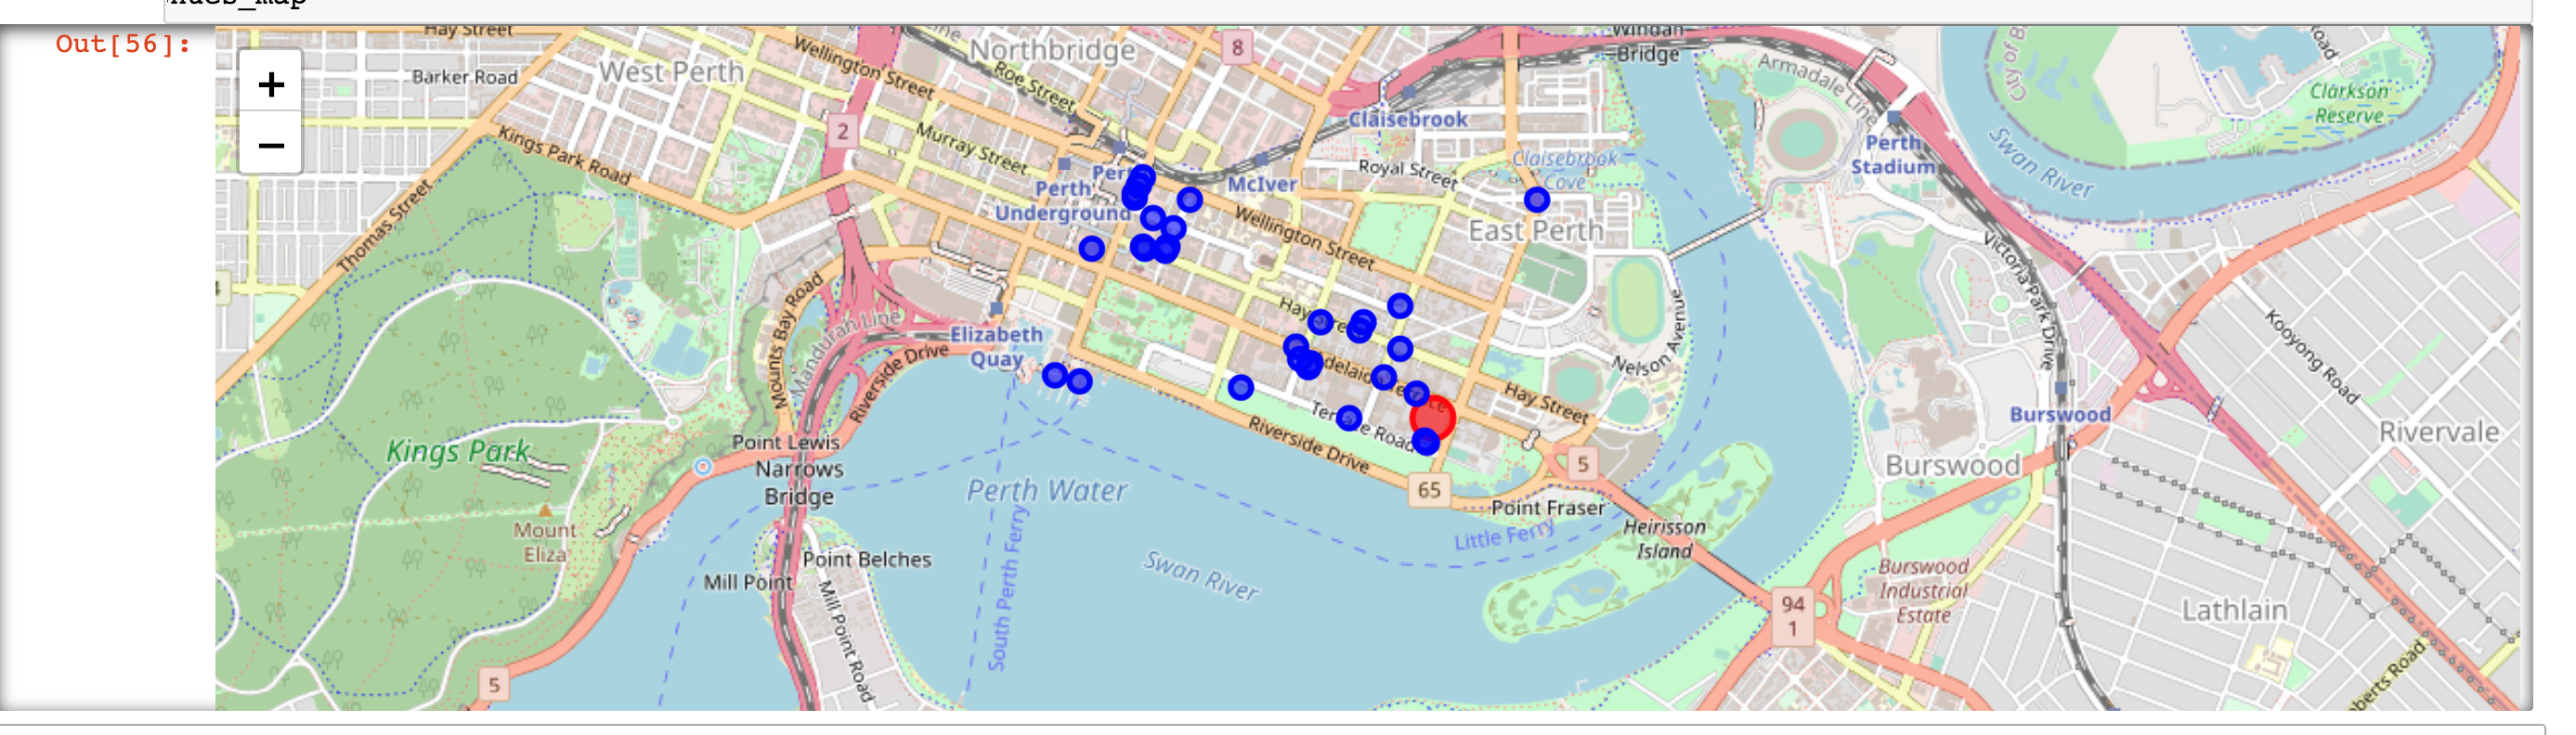 Out[56]:
+
−
Hay Street
Barker Road
West Perth
Wellington Street
Northbridge
Roe Street
8
Windan
Bridge
Armadale Line
City of B
Clarkson
Reserve
Swan River
Perth
Stadium
2
Kings Park Road
Murray Street
Claisebrook
Royal Street
Claisebrook
Cove
McIver
Perth
Underground
Wellington Street
East Perth
Thomas Street
4
Mounts Bay Road
Mandurah Line
Elizabeth
Quay
Riverside Drive
Nelson Avenue
Victoria Park Drive
Kooyong Road
Hay Street
Burswood
Rivervale
Kings Park
Point Lewis
Narrows
Bridge
Riverside Drive
5
65
Burswood
Perth Water
Point Fraser
Heirisson
Island
Little Ferry
Mount
Eliza
South Perth Ferry
Point Belches
Mill Point
Mill Point Road
Swan River
Burswood
Industrial
Estate
94
1
Lathlain
5
berts Road